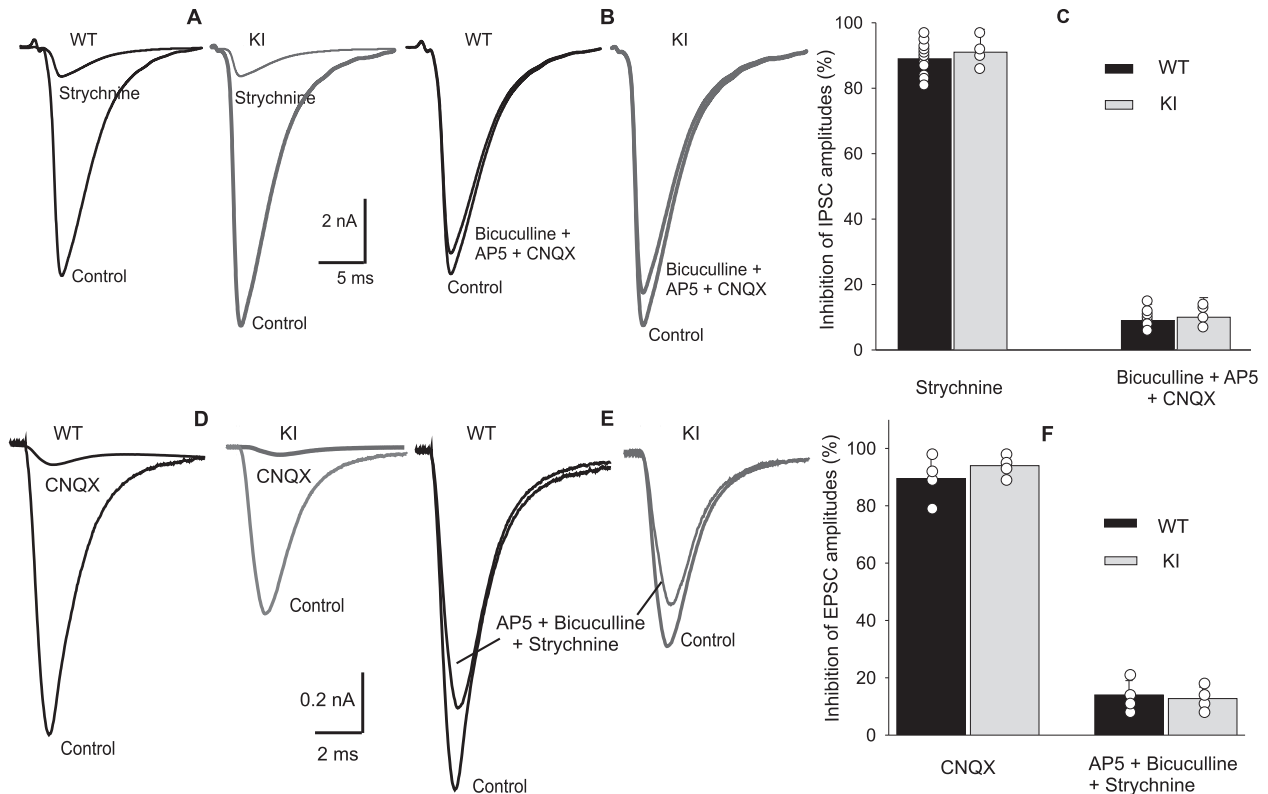 A
WT
KI
Strychnine
Strychnine
Control
Control
2 nA
5 ms
B
WT
KI
Bicuculline +
AP5 + CNQX
Control
Bicuculline +
AP5 + CNQX
Control
C
Inhibition of IPSC amplitudes (%)
100
80
60
40
20
0
WT
KI
Strychnine
Bicuculline + AP5
+ CNQX
D
WT
KI
CNQX
CNQX
Control
Control
0.2 nA
2 ms
E
WT
KI
AP5 + Bicuculline
+ Strychnine
Control
Control
F
Inhibition of EPSC amplitudes (%)
100
80
60
40
20
0
WT
KI
CNQX
AP5 + Bicuculline
+ Strychnine